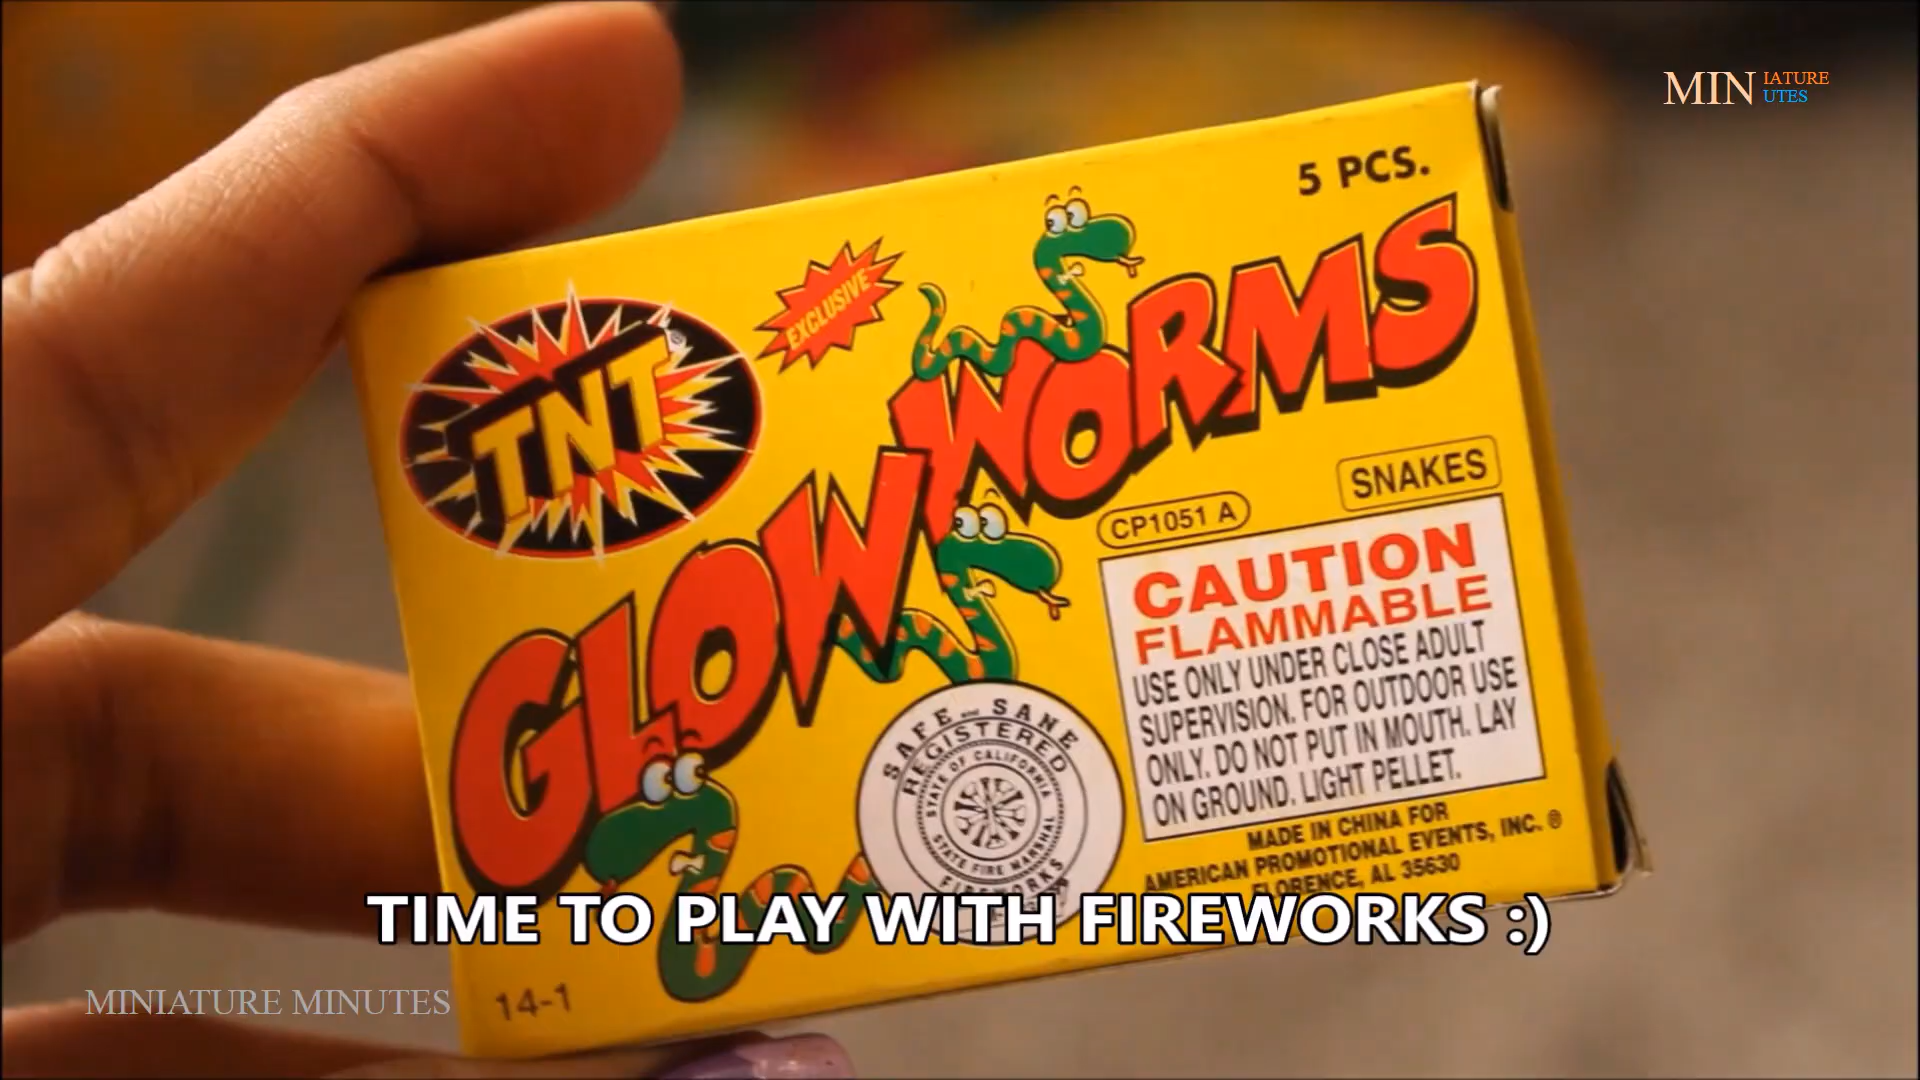 MINIATURE
MINUTES
5 PCS.
EXCLUSIVE
TNT®
GLOW WORMS
SNAKES
CP1051 A
CAUTION
FLAMMABLE
USE ONLY UNDER CLOSE ADULT
SUPERVISION. FOR OUTDOOR USE
ONLY. DO NOT PUT IN MOUTH. LAY
ON GROUND. LIGHT PELLET.
MADE IN CHINA FOR
AMERICAN PROMOTIONAL EVENTS, INC.®
FLORENCE, AL 35630
SAFE and SANE
REGISTERED
STATE OF CALIFORNIA
STATE FIRE MARSHAL
FIREWORKS
TIME TO PLAY WITH FIREWORKS :)
14-1
MINIATURE MINUTES